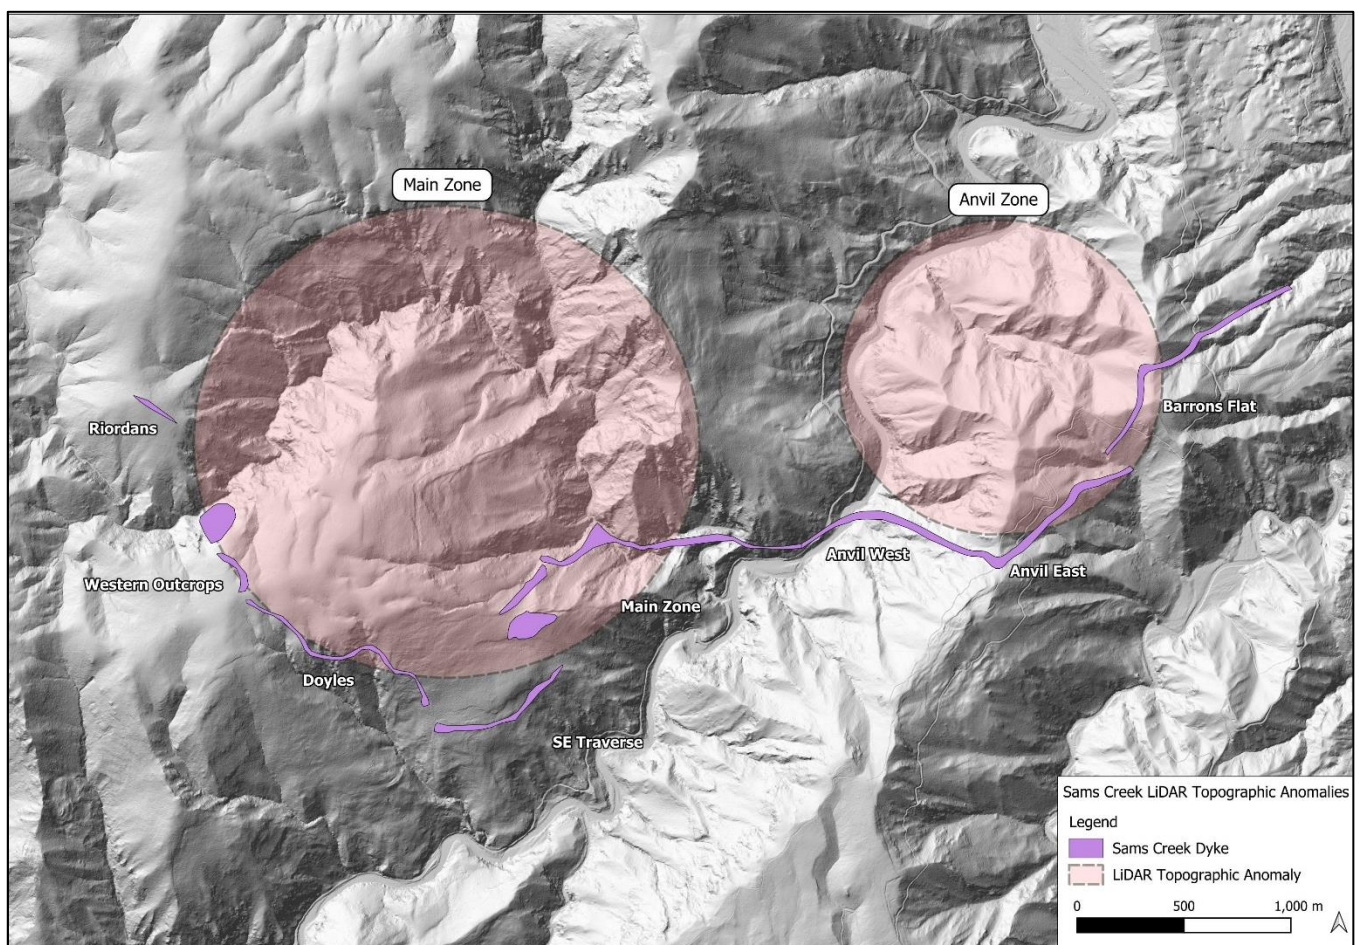 Main Zone
Anvil Zone
Riordans
Barrons Flat
Western Outcrops
Anvil West
Anvil East
Main Zone
Doyles
SE Traverse
Sams Creek LiDAR Topographic Anomalies
Legend
Sams Creek Dyke
LiDAR Topographic Anomaly
0 500 1,000 m